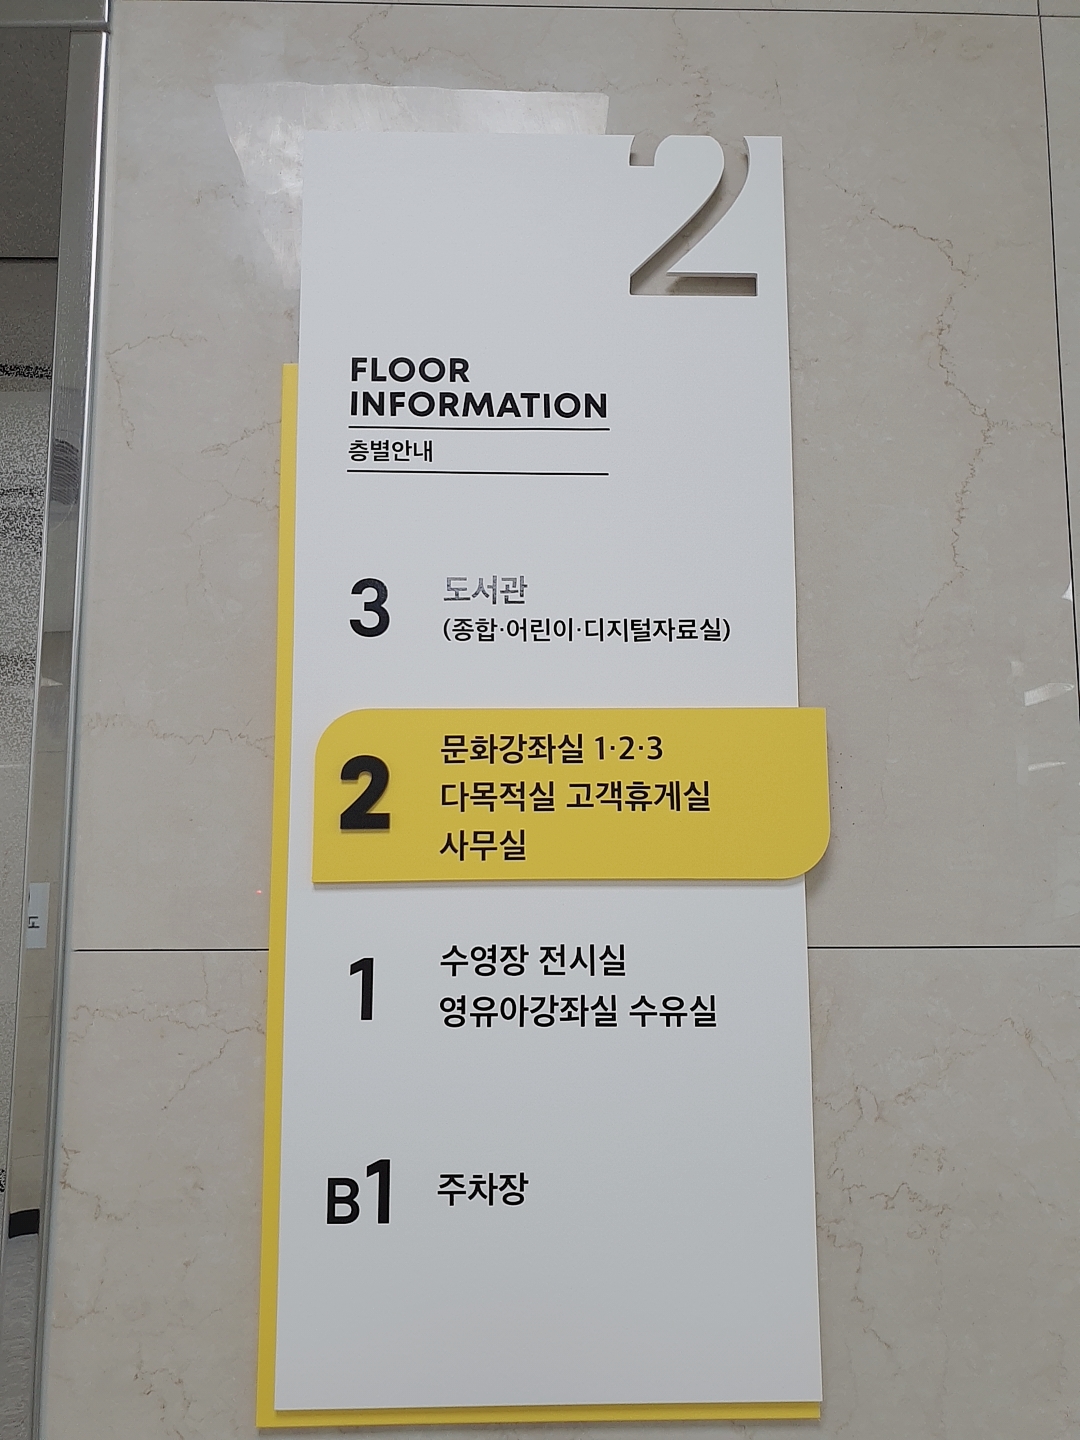 2
FLOOR
INFORMATION
층별안내
3 도서관
(종합·어린이·디지털자료실)
2 문화강좌실 1·2·3
다목적실 고객휴게실
사무실
1 수영장 전시실
영유아강좌실 수유실
B1 주차장